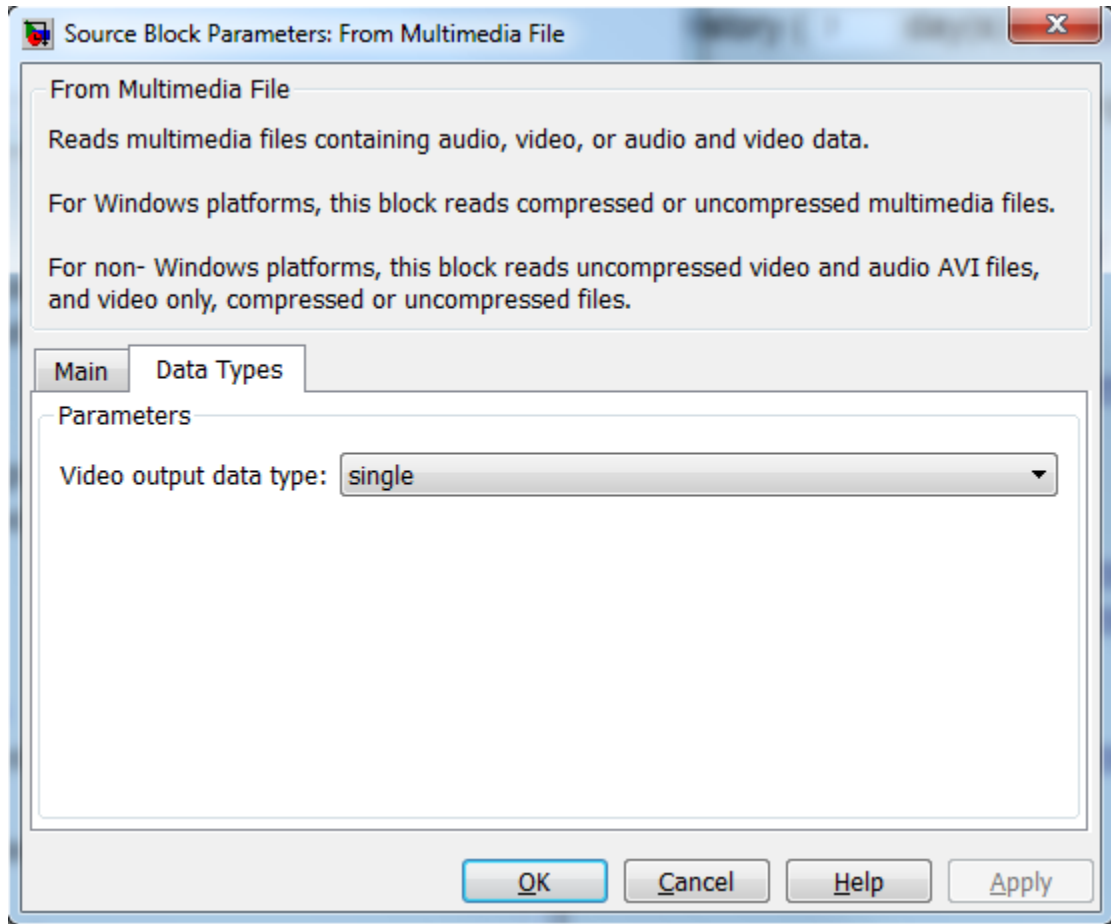 Source Block Parameters: From Multimedia File
From Multimedia File
Reads multimedia files containing audio, video, or audio and video data.
For Windows platforms, this block reads compressed or uncompressed multimedia files.
For non- Windows platforms, this block reads uncompressed video and audio AVI files,
and video only, compressed or uncompressed files.
Main Data Types
Parameters
Video output data type: single
OK Cancel Help Apply